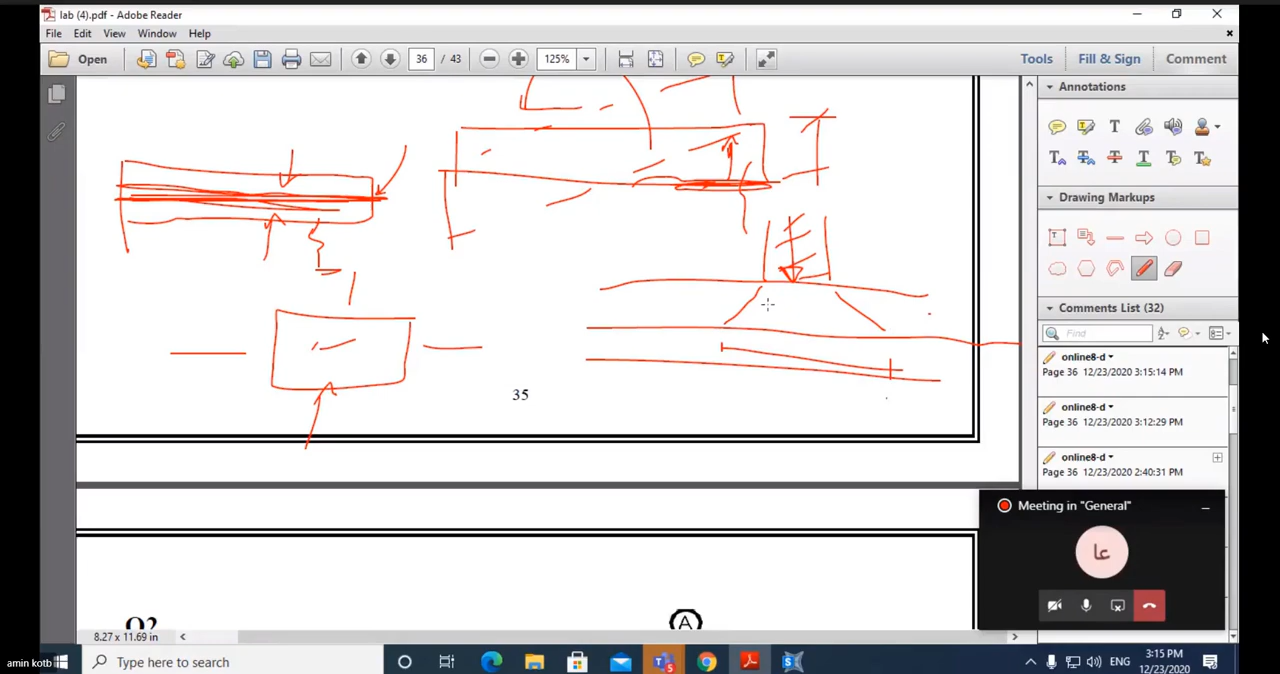 lab (4).pdf - Adobe Reader
File Edit View Window Help
Open 36 / 43 125% Tools Fill & Sign Comment
Annotations
Drawing Markups
Comments List (32)
Find
online8-d
Page 36 12/23/2020 3:15:14 PM
online8-d
Page 36 12/23/2020 3:12:29 PM
online8-d
Page 36 12/23/2020 2:40:31 PM
35
Meeting in "General"
عا
Q2
A
8.27 x 11.69 in
amin kotb
Type here to search
ENG
3:15 PM
12/23/2020